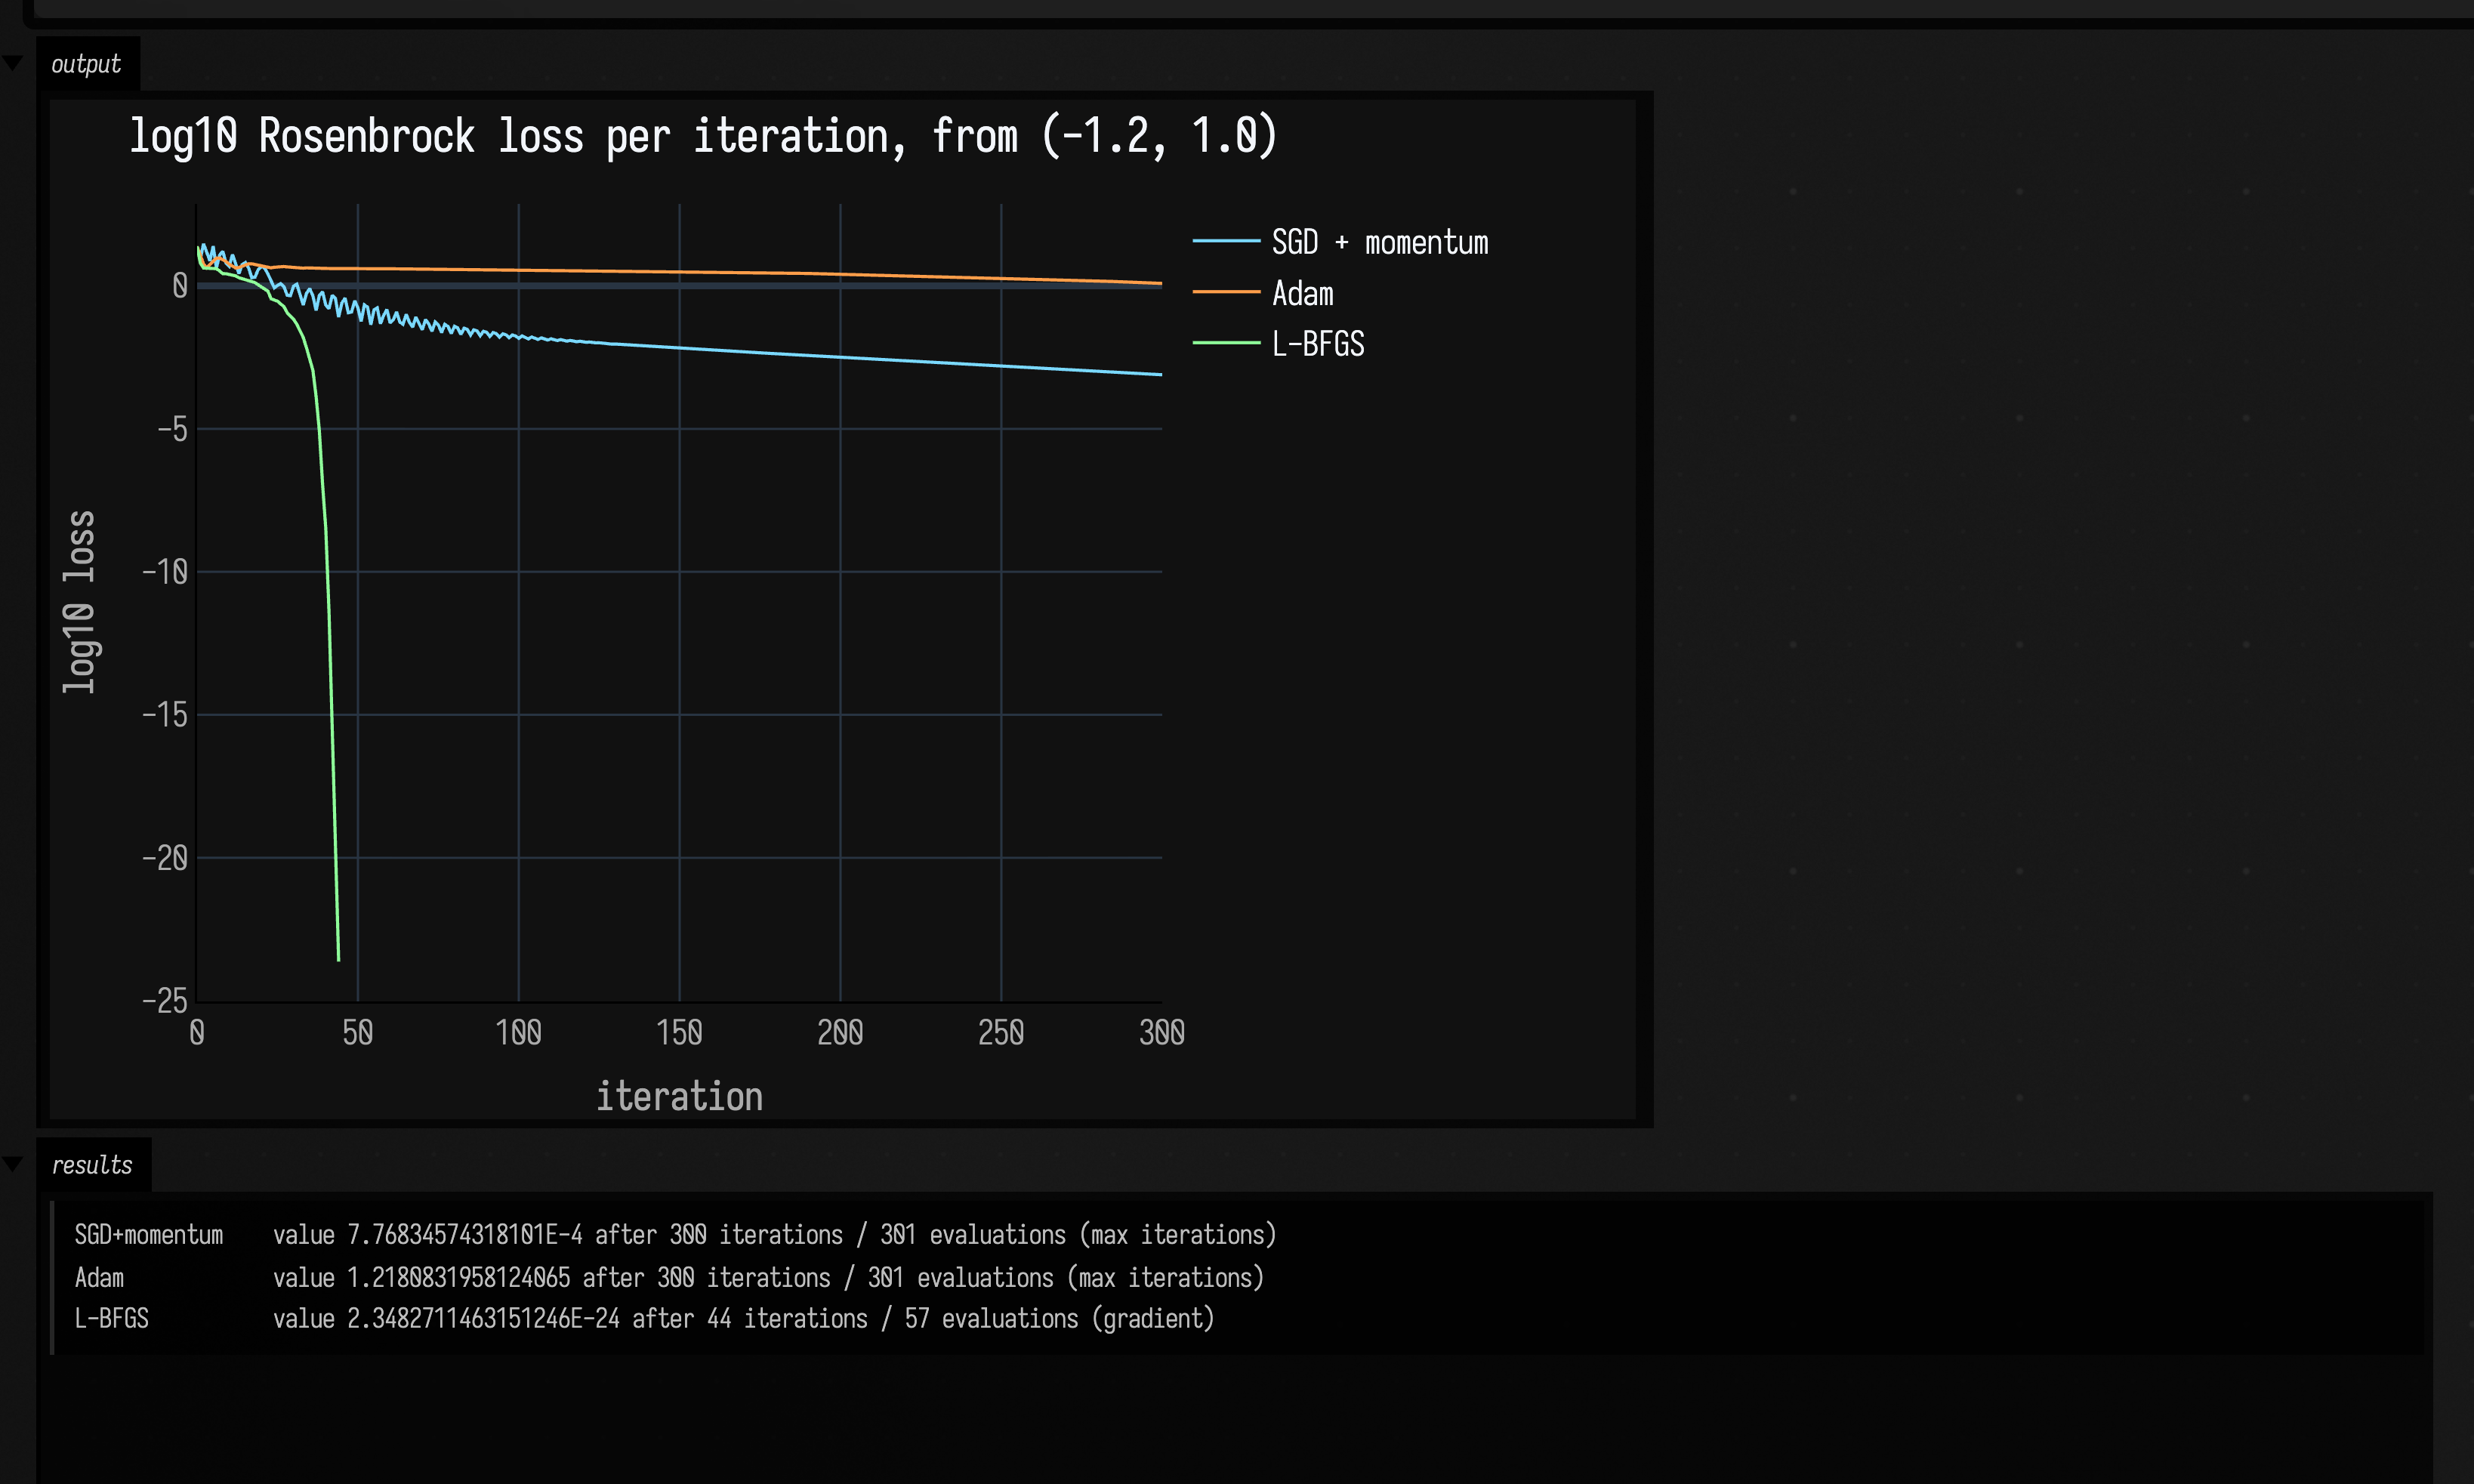 output
log10 Rosenbrock loss per iteration, from (-1.2, 1.0)
SGD + momentum
Adam
L-BFGS
log10 loss
0
-5
-10
-15
-20
-25
0 50 100 150 200 250 300
iteration
results
SGD+momentum value 7.76834574318101E-4 after 300 iterations / 301 evaluations (max iterations)
Adam value 1.2180831958124065 after 300 iterations / 301 evaluations (max iterations)
L-BFGS value 2.3482711463151246E-24 after 44 iterations / 57 evaluations (gradient)